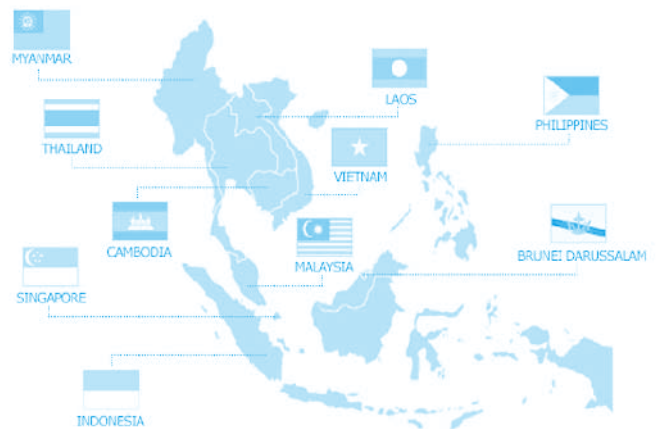 MYANMAR
LAOS
PHILIPPINES
THAILAND
VIETNAM
CAMBODIA
MALAYSIA
BRUNEI DARUSSALAM
SINGAPORE
INDONESIA